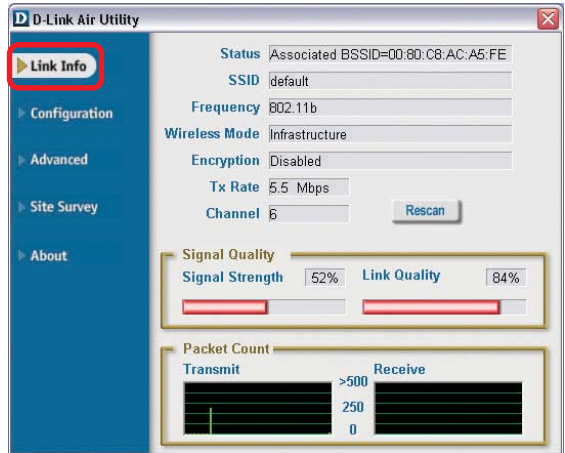 D D-Link Air Utility
Link Info
Configuration
Advanced
Site Survey
About
Status Associated BSSID=00:80:C8:AC:A5:FE
SSID default
Frequency 802.11b
Wireless Mode Infrastructure
Encryption Disabled
Tx Rate 5.5 Mbps
Channel 6 Rescan
Signal Quality
Signal Strength 52% Link Quality 84%
Packet Count
Transmit Receive
>500
250
0